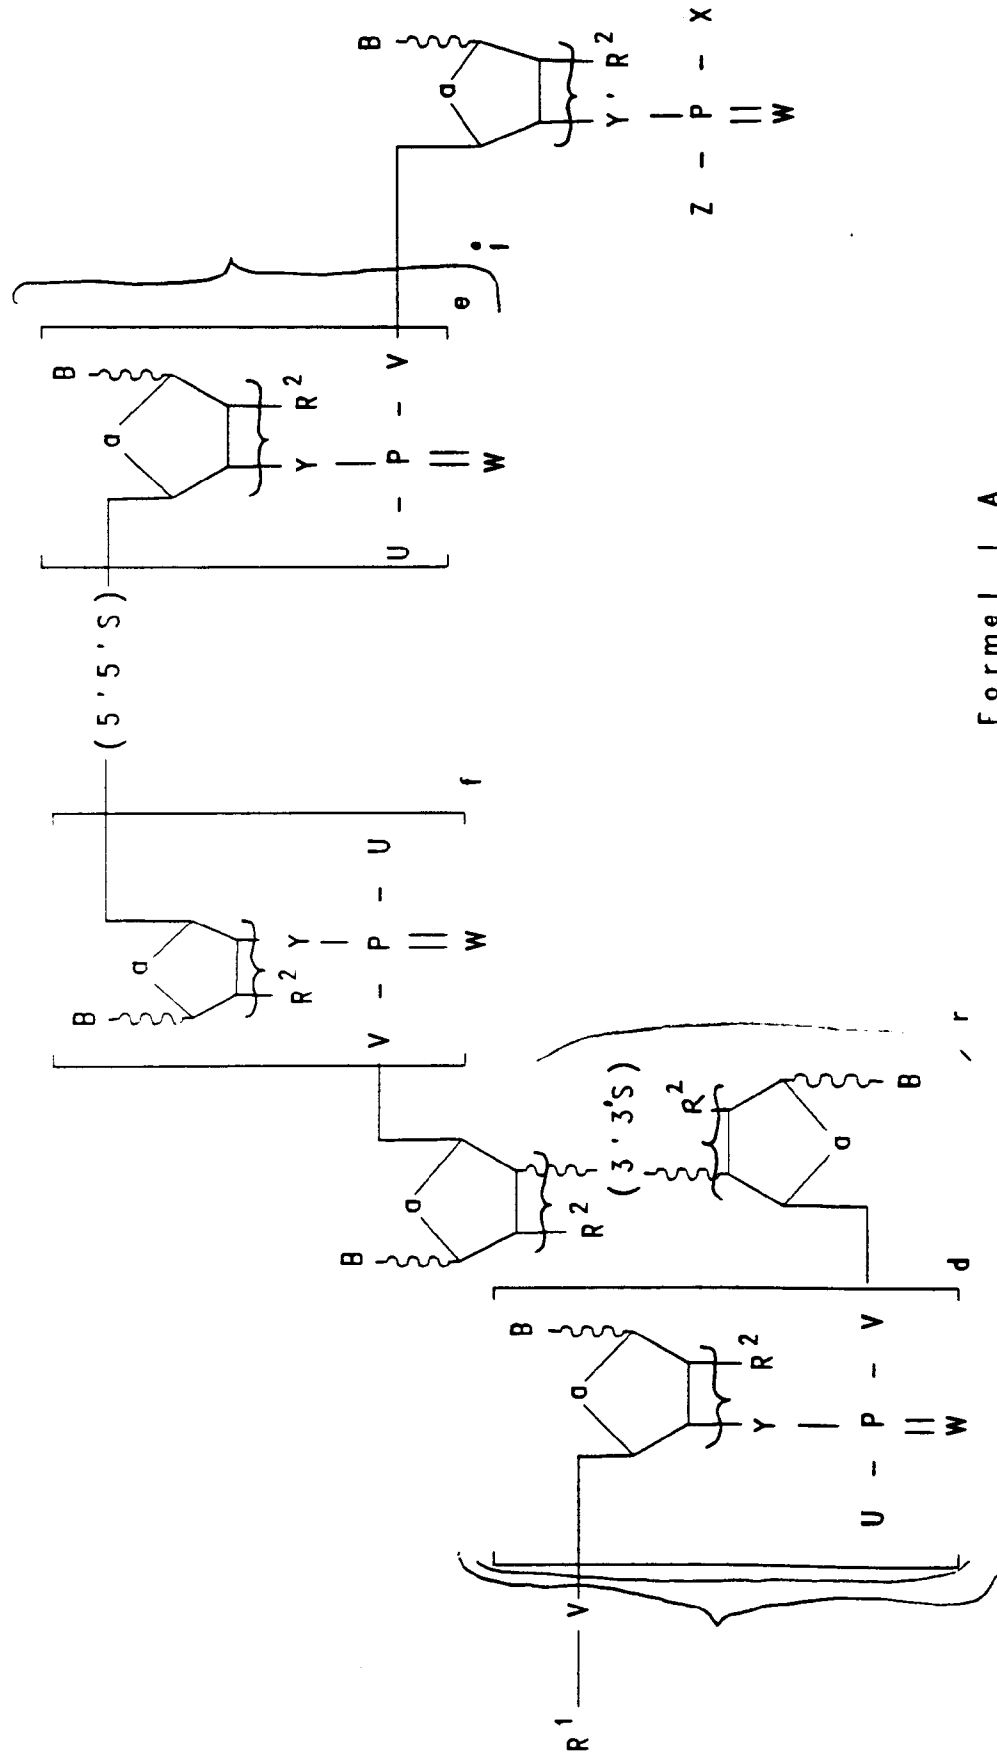 B
a
R²
Y'
Z - P - X
W
B
a
Y
R²
U - P - V
W
e
i
(5'5'S)
B
a
R²
Y
V - P - U
W
f
B
a
R²
(3'3'S)
R²
a
B
r
R¹
V
B
a
Y
R²
U - P - V
W
d
Formel I A